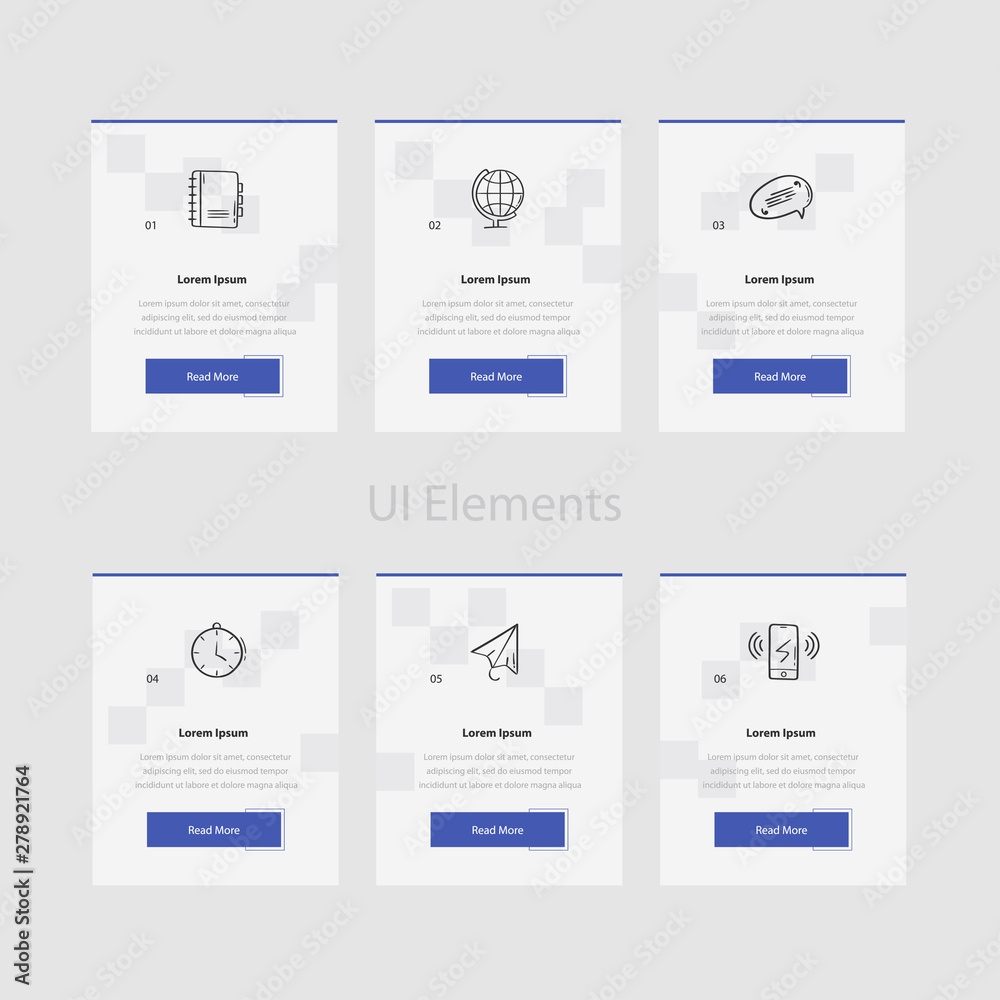 01
Lorem Ipsum
Lorem ipsum dolor sit amet, consectetur
adipiscing elit, sed do eiusmod tempor
incididunt ut labore et dolore magna aliqua
Read More
02
Lorem Ipsum
Lorem ipsum dolor sit amet, consectetur
adipiscing elit, sed do eiusmod tempor
incididunt ut labore et dolore magna aliqua
Read More
03
Lorem Ipsum
Lorem ipsum dolor sit amet, consectetur
adipiscing elit, sed do eiusmod tempor
incididunt ut labore et dolore magna aliqua
Read More
UI Elements
04
Lorem Ipsum
Lorem ipsum dolor sit amet, consectetur
adipiscing elit, sed do eiusmod tempor
incididunt ut labore et dolore magna aliqua
Read More
05
Lorem Ipsum
Lorem ipsum dolor sit amet, consectetur
adipiscing elit, sed do eiusmod tempor
incididunt ut labore et dolore magna aliqua
Read More
06
Lorem Ipsum
Lorem ipsum dolor sit amet, consectetur
adipiscing elit, sed do eiusmod tempor
incididunt ut labore et dolore magna aliqua
Read More
Adobe Stock | #278921764
Adobe Stock